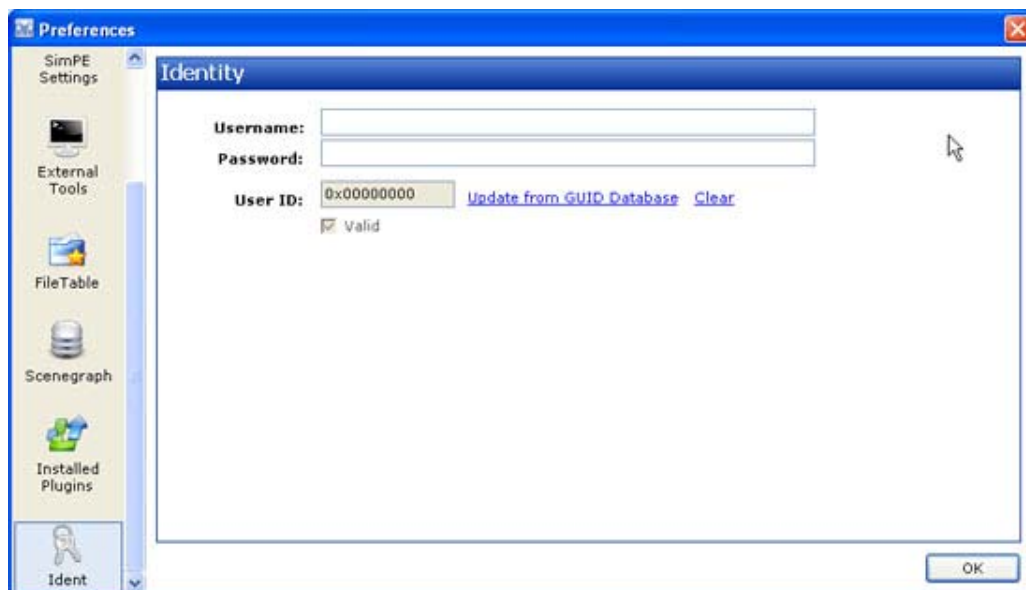 Preferences
SimPE
Settings
External
Tools
FileTable
Scenegraph
Installed
Plugins
Ident
Identity
Username:
Password:
User ID: 0x00000000 Update from GUID Database Clear
Valid
OK